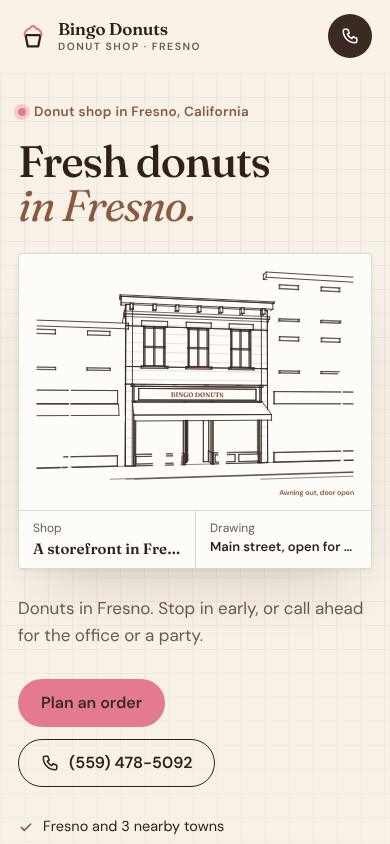 Bingo Donuts
DONUT SHOP · FRESNO
Donut shop in Fresno, California
Fresh donuts
in Fresno.
BINGO DONUTS
Awning out, door open
Shop
A storefront in Fre...
Drawing
Main street, open for ...
Donuts in Fresno. Stop in early, or call ahead
for the office or a party.
Plan an order
(559) 478-5092
Fresno and 3 nearby towns